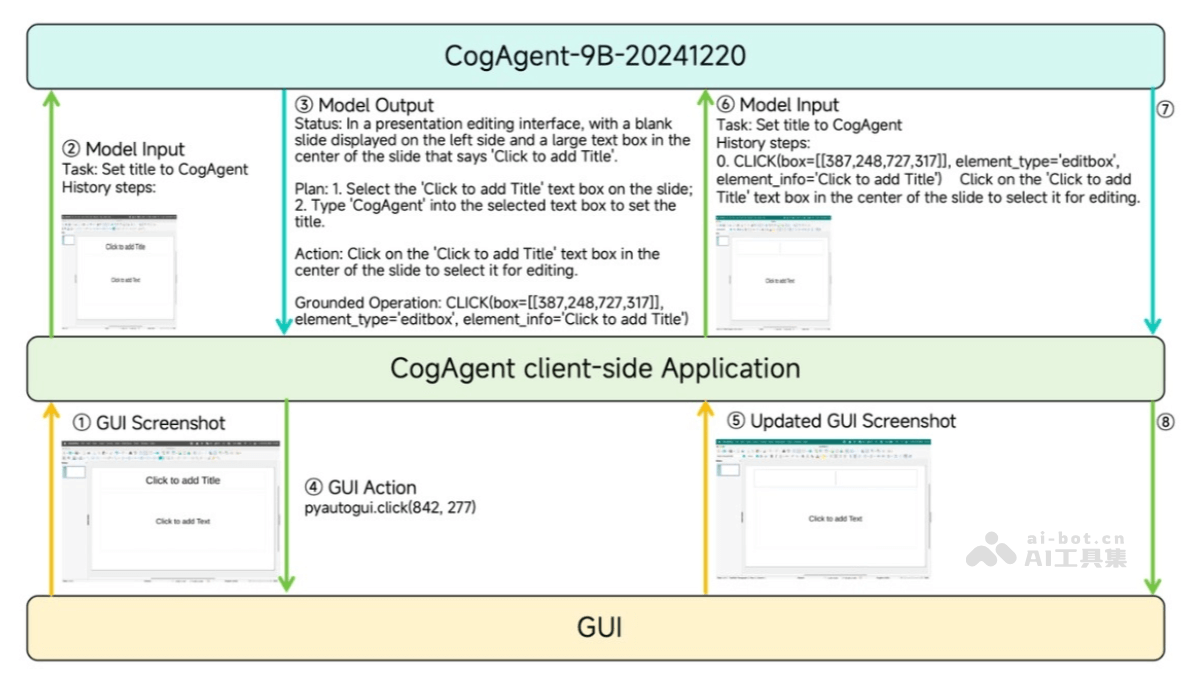 CogAgent-9B-20241220
② Model Input
Task: Set title to CogAgent
History steps:
Click to add Title
Click to add Text
③ Model Output
Status: In a presentation editing interface, with a blank
slide displayed on the left side and a large text box in the
center of the slide that says 'Click to add Title'.
Plan: 1. Select the 'Click to add Title' text box on the slide;
2. Type 'CogAgent' into the selected text box to set the
title.
Action: Click on the 'Click to add Title' text box in the
center of the slide to select it for editing.
Grounded Operation: CLICK(box=[[387,248,727,317]],
element_type='editbox', element_info='Click to add Title')
⑥ Model Input
Task: Set title to CogAgent
History steps:
0. CLICK(box=[[387,248,727,317]], element_type='editbox',
element_info='Click to add Title') Click on the 'Click to add
Title' text box in the center of the slide to select it for editing.
Click to add Text
⑦
CogAgent client-side Application
① GUI Screenshot
Click to add Title
Click to add Text
④ GUI Action
pyautogui.click(842, 277)
⑤ Updated GUI Screenshot
Click to add Text
⑧
ai-bot.cn
AI工具集
GUI